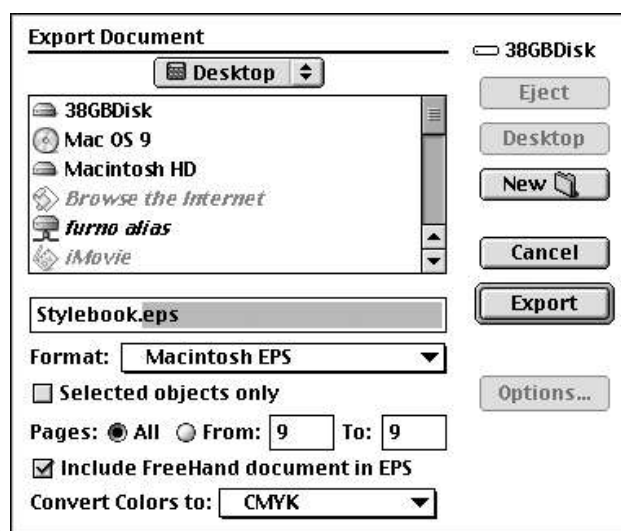 Export Document
Desktop
38GBDisk
Mac OS 9
Macintosh HD
Browse the Internet
furno alias
iMovie
Stylebook.eps
Format: Macintosh EPS
Selected objects only
Pages: All From: 9 To: 9
Include FreeHand document in EPS
Convert Colors to: CMYK
38GBDisk
Eject
Desktop
New
Cancel
Export
Options...